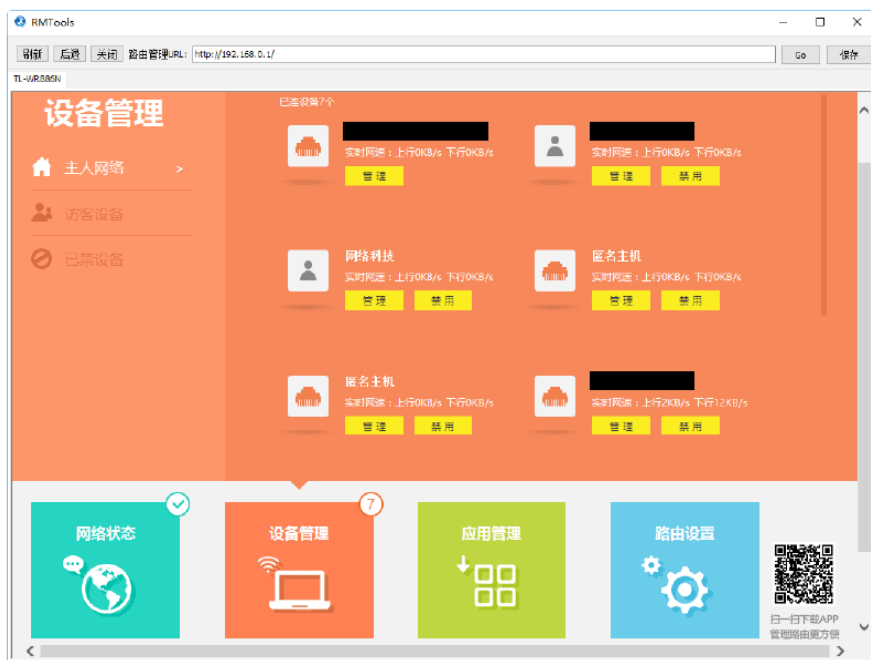 RMTools
刷新 后退 关闭 路由管理URL: http://192.168.0.1/ Go 保存
TL-WR886N
设备管理
主人网络 >
访客设备
已禁设备
已连设备7个
实时网速:上行0KB/s 下行0KB/s
管理
实时网速:上行0KB/s 下行0KB/s
管理 禁用
网络科技
实时网速:上行0KB/s 下行0KB/s
管理 禁用
匿名主机
实时网速:上行0KB/s 下行0KB/s
管理 禁用
匿名主机
实时网速:上行0KB/s 下行0KB/s
管理 禁用
实时网速:上行2KB/s 下行12KB/s
管理 禁用
网络状态
设备管理
7
应用管理
路由设置
扫一扫下载APP
管理路由更方便